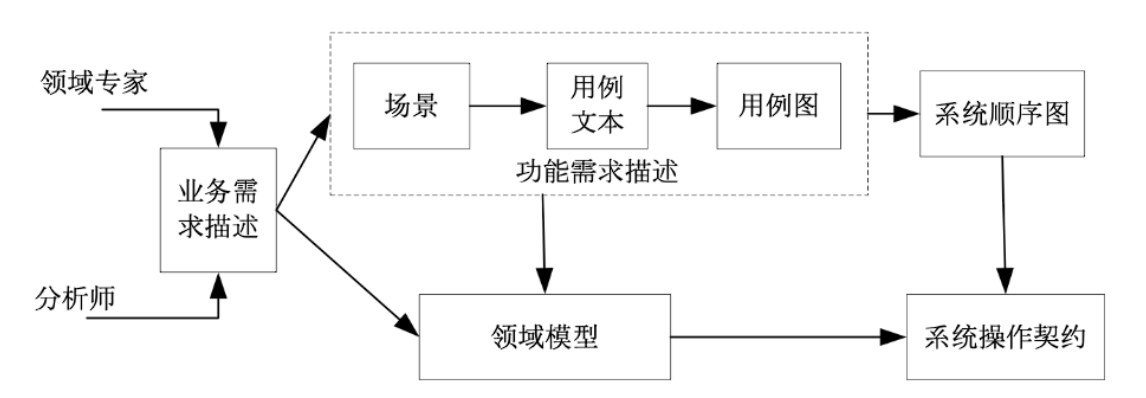 领域专家
分析师
业务需
求描述
场景
用例
文本
用例图
功能需求描述
系统顺序图
领域模型
系统操作契约